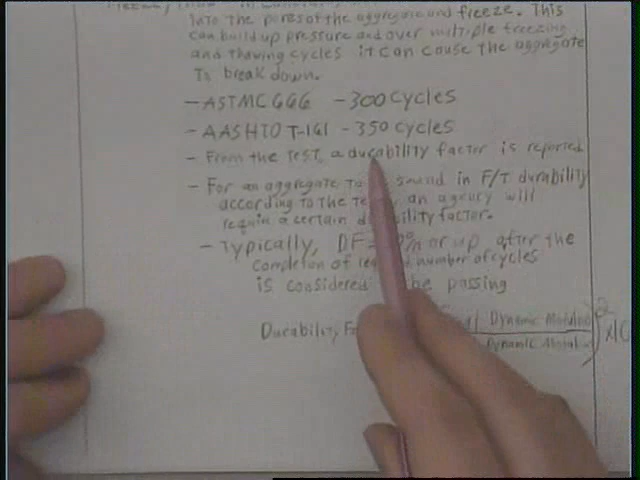 into the pores of the aggregate and freeze. This
can build up pressure and over multiple freezing
and thawing cycles it can cause the aggregate
To break down.
- ASTM C 666 - 300 cycles
- AASHTO T-161 - 350 cycles
- From the test, a durability factor is reported
- For an aggregate to sound in F/T durability
according to the an agency will
require a certain durability factor.
- Typically, DF = or up after the
completion of number of cycles
is considered be passing
Durability
Dynamic Modulus
Dynamic Modulus
2